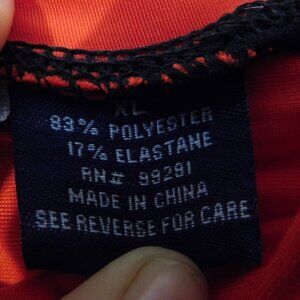 XL
83% POLYESTER
17% ELASTANE
RN# 99291
MADE IN CHINA
SEE REVERSE FOR CARE